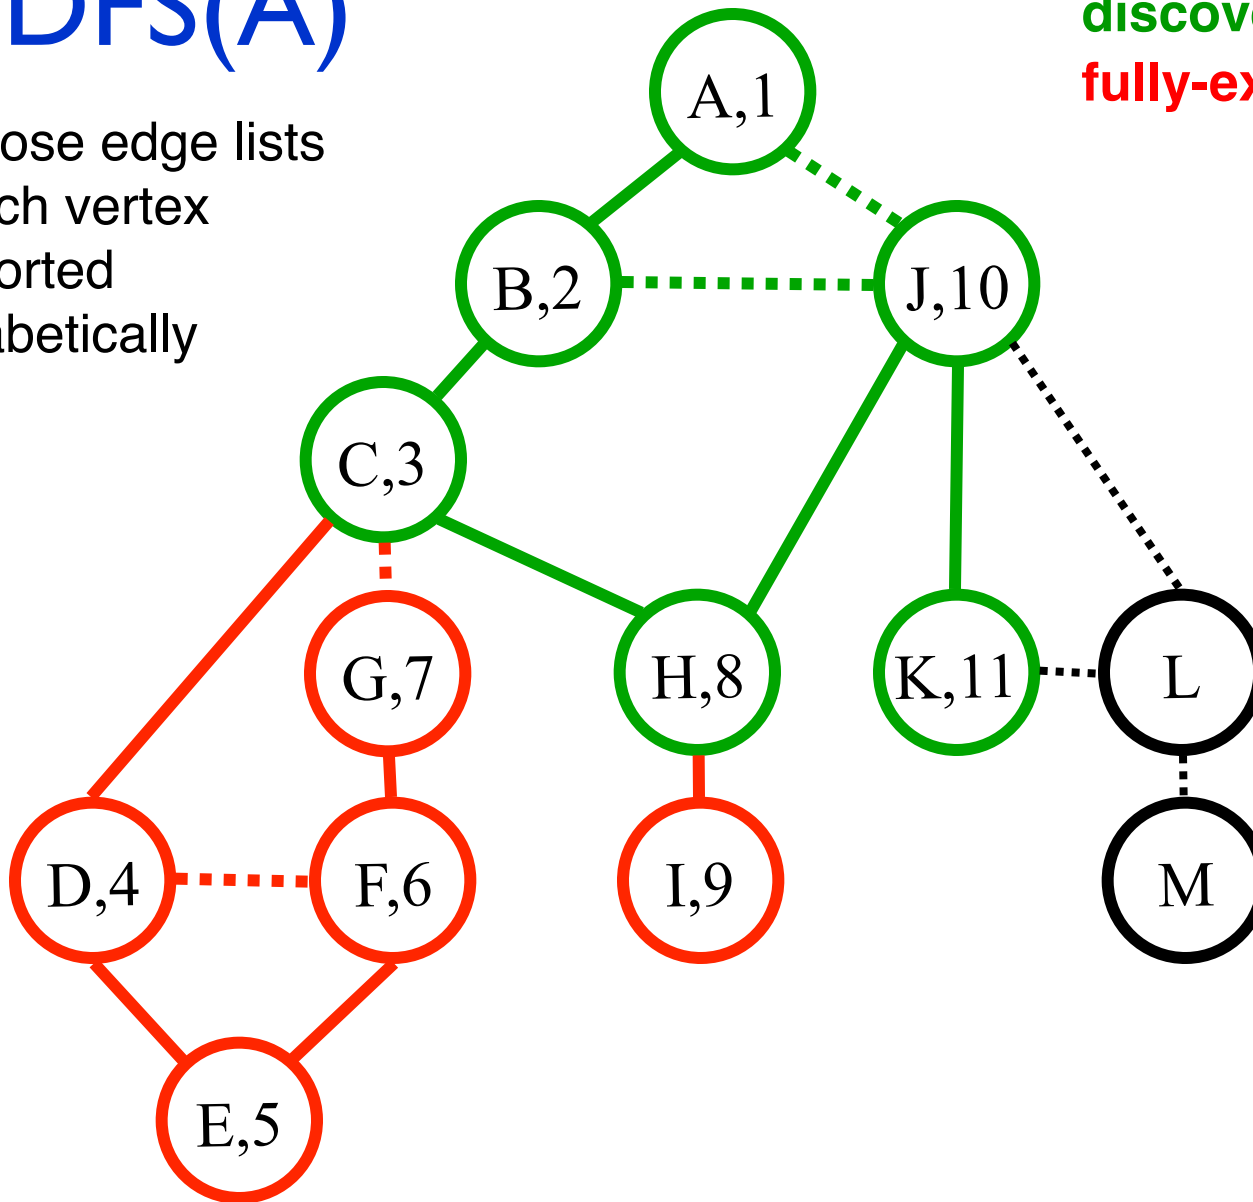 DFS(A)
discove
fully-ex
ose edge lists
ch vertex
orted
abetically
A,1
B,2
J,10
C,3
G,7
H,8
K,11
L
D,4
F,6
I,9
M
E,5